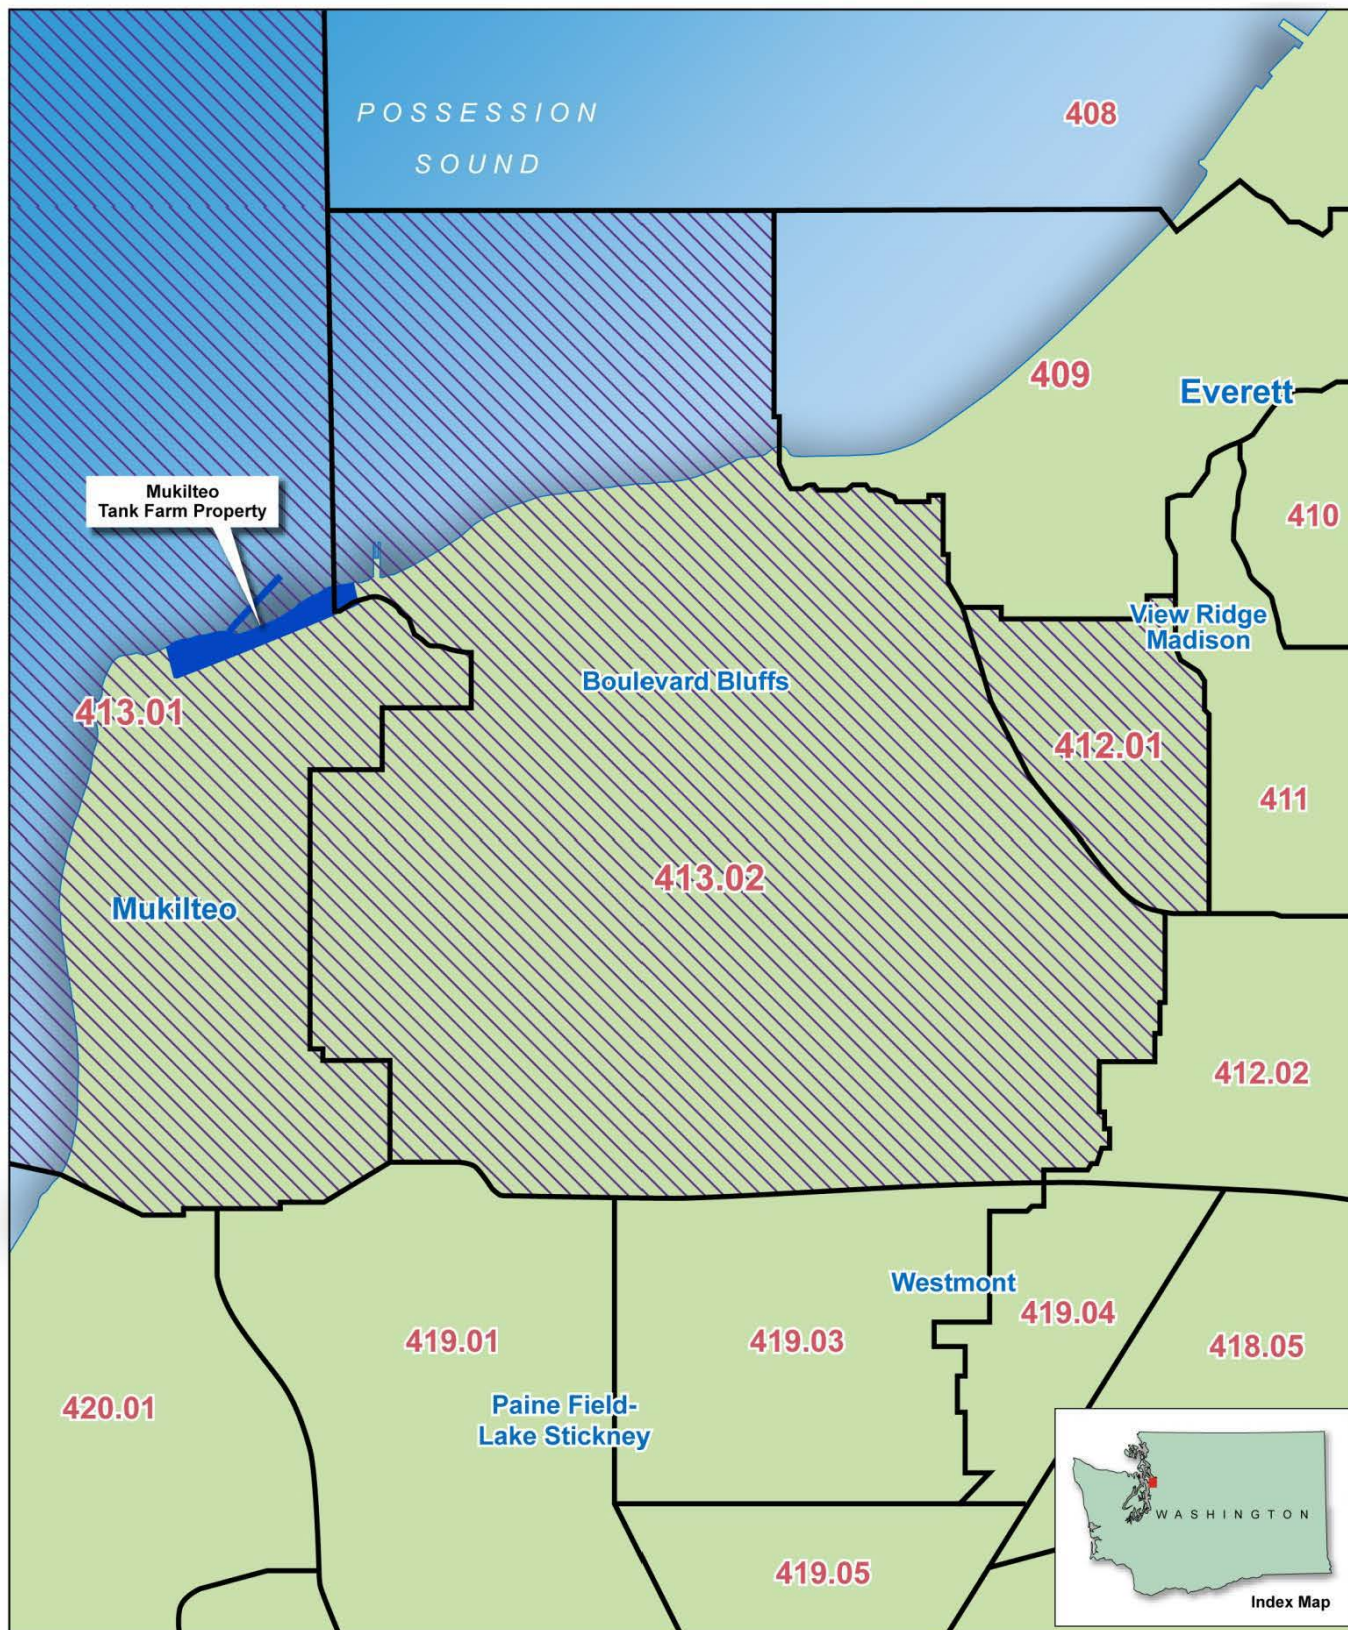 POSSESSION
SOUND
408
409
Everett
Mukilteo
Tank Farm Property
410
View Ridge
Madison
Boulevard Bluffs
413.01
412.01
411
413.02
Mukilteo
412.02
Westmont
419.04
419.01
419.03
418.05
420.01
Paine Field-
Lake Stickney
WASHINGTON
419.05
Index Map